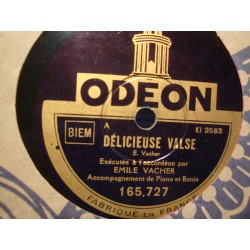 ODEON
BIEM
A
KI 2583
DÉLICIEUSE VALSE
E. Vacher
Exécutée à l'accordéon par
EMILE VACHER
Accompagnement de Piano et Banjo
165,727
FABRIQUÉ EN FRANCE